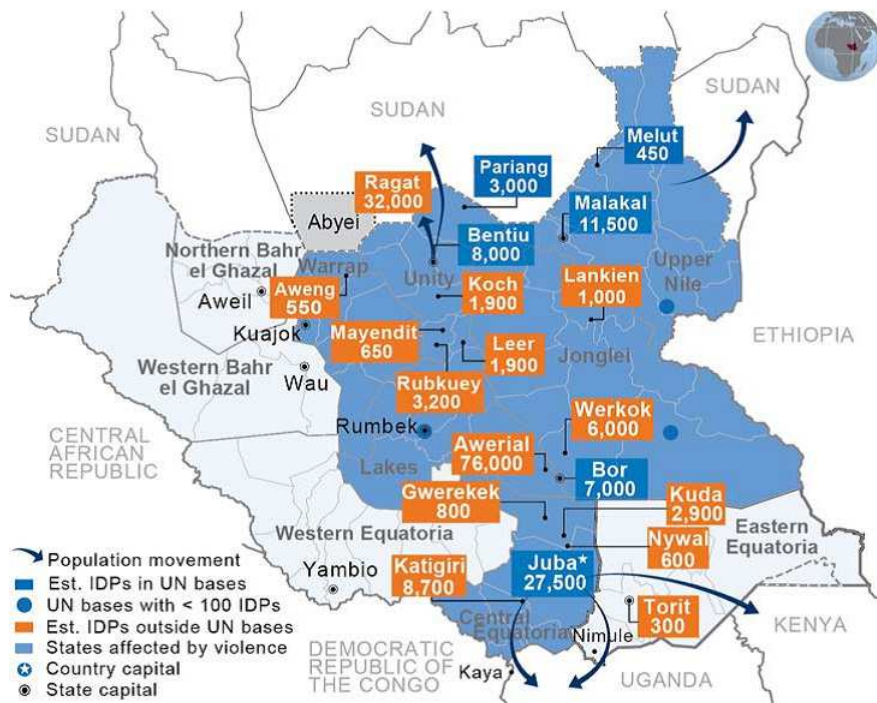 SUDAN
SUDAN
SUDAN
Melut
450
Pariang
3,000
Ragat
32,000
Malakal
11,500
Abyei
Bentiu
8,000
Northern Bahr
el Ghazal
Warrap
Unity
Upper
Nile
Aweng
550
Koch
1,900
Lankien
1,000
Aweil
Kuajok
Mayendit
650
Leer
1,900
ETHIOPIA
Jonglei
Western Bahr
el Ghazal
Wau
Rubkuey
3,200
CENTRAL
AFRICAN
REPUBLIC
Rumbek
Werkok
6,000
Awerial
76,000
Lakes
Bor
7,000
Gwerekek
800
Kuda
2,900
Western Equatoria
Eastern
Equatoria
Nywal
600
Yambio
Katigiri
8,700
Juba
27,500
Torit
300
Central
Equatoria
Nimule
KENYA
DEMOCRATIC
REPUBLIC OF
THE CONGO
Kaya
UGANDA
Population movement
Est. IDPs in UN bases
UN bases with < 100 IDPs
Est. IDPs outside UN bases
States affected by violence
Country capital
State capital